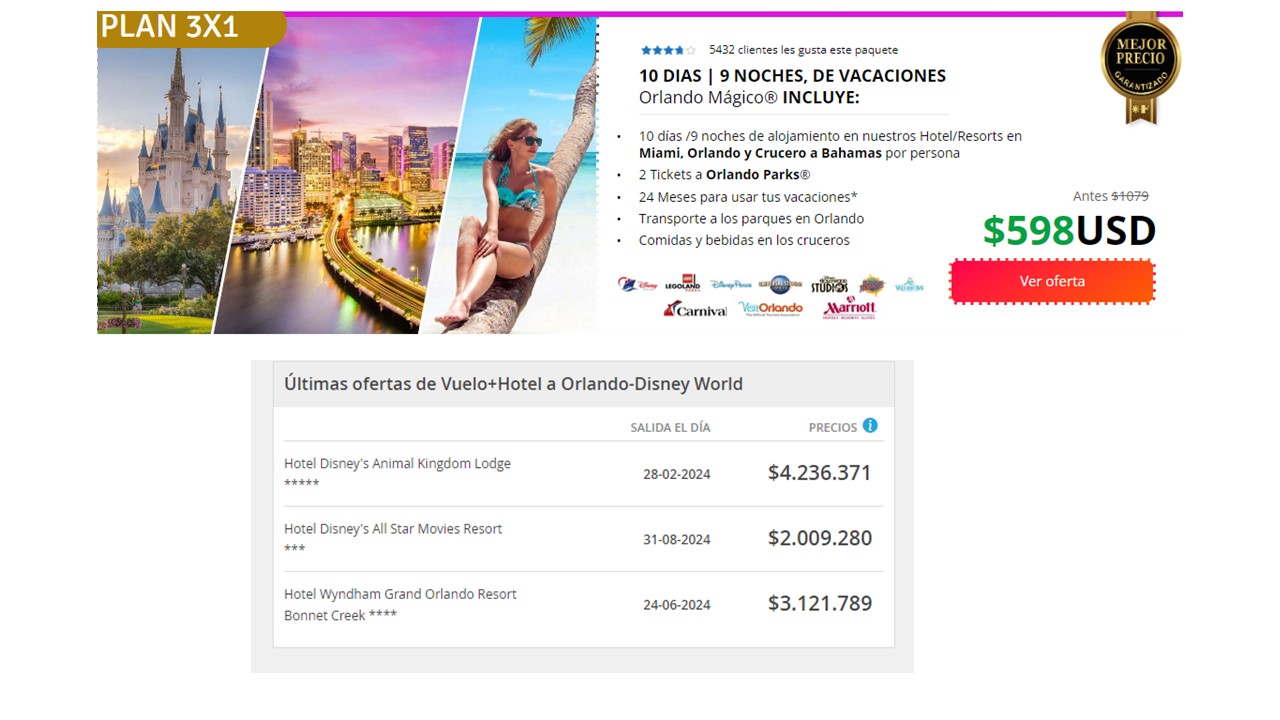 PLAN 3X1
5432 clientes les gusta este paquete
10 DIAS | 9 NOCHES, DE VACACIONES
Orlando Mágico® INCLUYE:
• 10 días /9 noches de alojamiento en nuestros Hotel/Resorts en
Miami, Orlando y Crucero a Bahamas por persona
• 2 Tickets a Orlando Parks®
• 24 Meses para usar tus vacaciones*
• Transporte a los parques en Orlando
• Comidas y bebidas en los cruceros
MEJOR
PRECIO
GARANTIZADO
Antes $1079
$598USD
Ver oferta
Disney
LEGOLAND
Disney Parks
UNIVERSAL
STUDIOS
Carnival
Visit Orlando
Marriott
Últimas ofertas de Vuelo+Hotel a Orlando-Disney World
SALIDA EL DÍA PRECIOS i
Hotel Disney's Animal Kingdom Lodge
***** 28-02-2024 $4.236.371
Hotel Disney's All Star Movies Resort
*** 31-08-2024 $2.009.280
Hotel Wyndham Grand Orlando Resort
Bonnet Creek **** 24-06-2024 $3.121.789